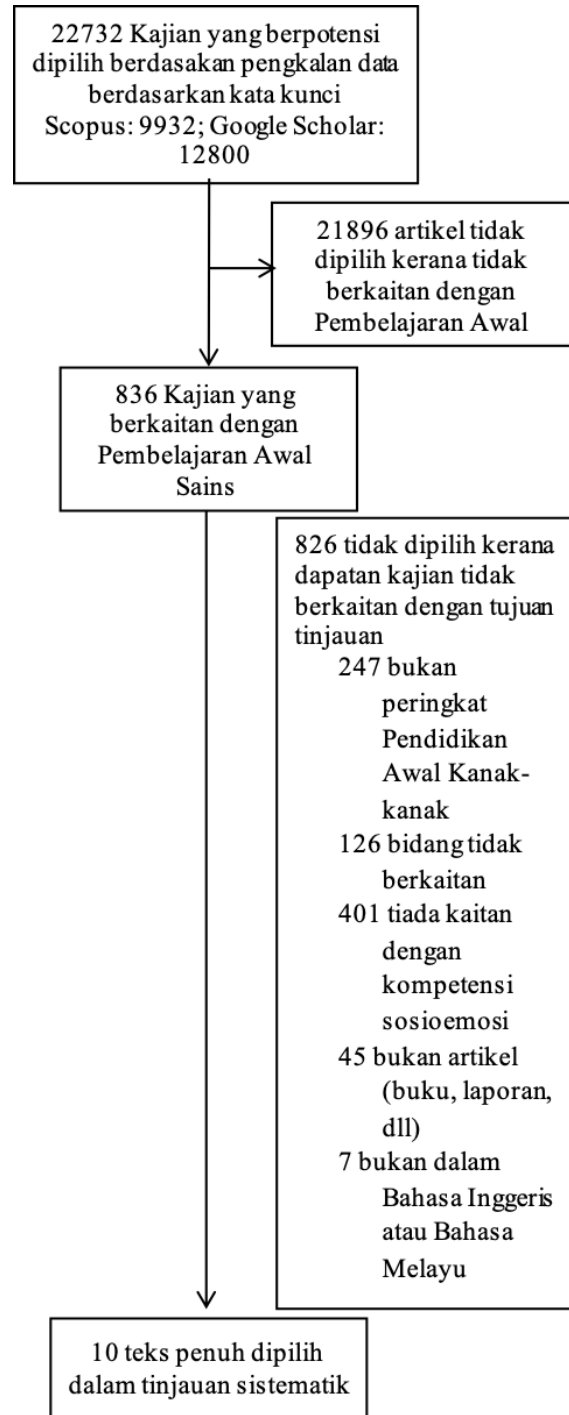 22732 Kajian yang berpotensi
dipilih berdasakan pengkalan data
berdasarkan kata kunci
Scopus: 9932; Google Scholar:
12800
21896 artikel tidak
dipilih kerana tidak
berkaitan dengan
Pembelajaran Awal
836 Kajian yang
berkaitan dengan
Pembelajaran Awal
Sains
826 tidak dipilih kerana
dapatan kajian tidak
berkaitan dengan tujuan
tinjauan
247 bukan
peringkat
Pendidikan
Awal Kanak-
kanak
126 bidang tidak
berkaitan
401 tiada kaitan
dengan
kompetensi
sosioemosi
45 bukan artikel
(buku, laporan,
dll)
7 bukan dalam
Bahasa Inggeris
atau Bahasa
Melayu
10 teks penuh dipilih
dalam tinjauan sistematik